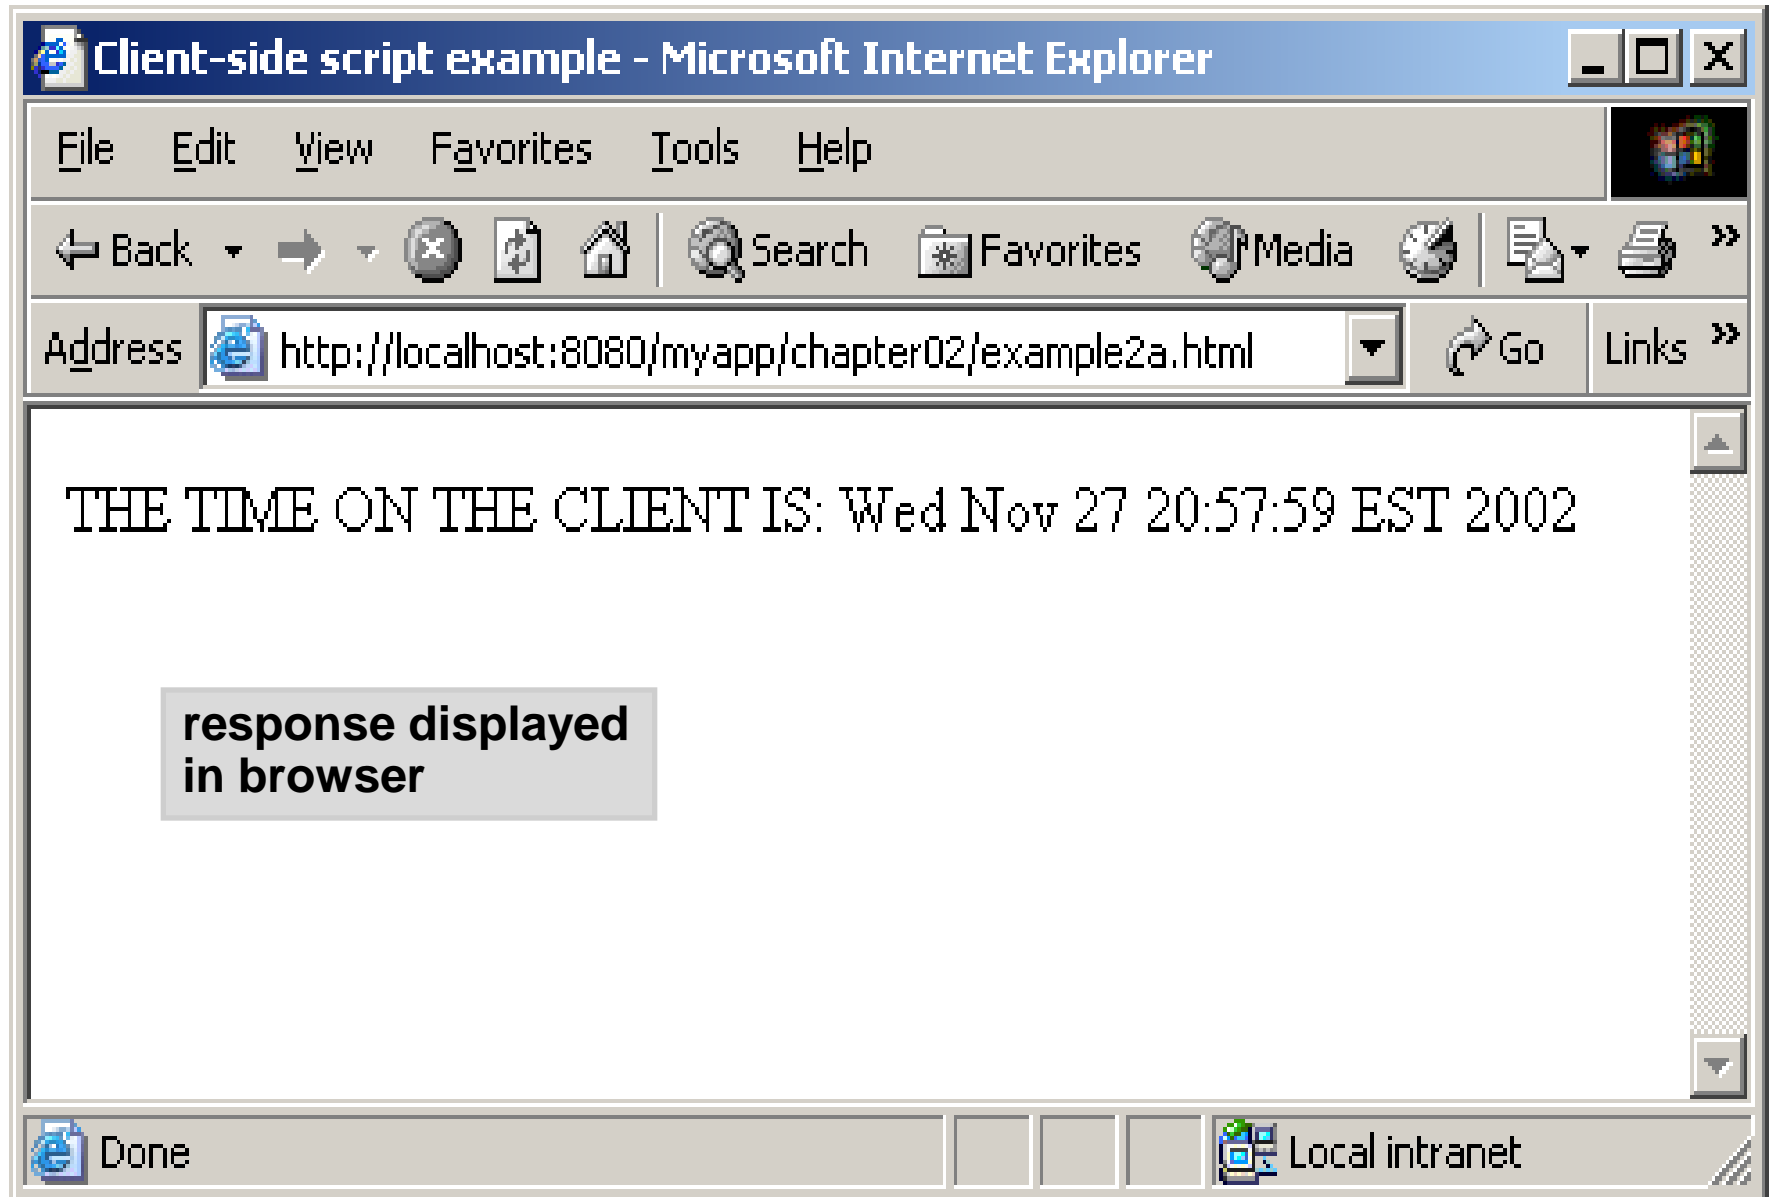 Client-side script example - Microsoft Internet Explorer
File Edit View Favorites Tools Help
Back Search Favorites Media »
Address http://localhost:8080/myapp/chapter02/example2a.html Go Links »
THE TIME ON THE CLIENT IS: Wed Nov 27 20:57:59 EST 2002
response displayed
in browser
Done Local intranet